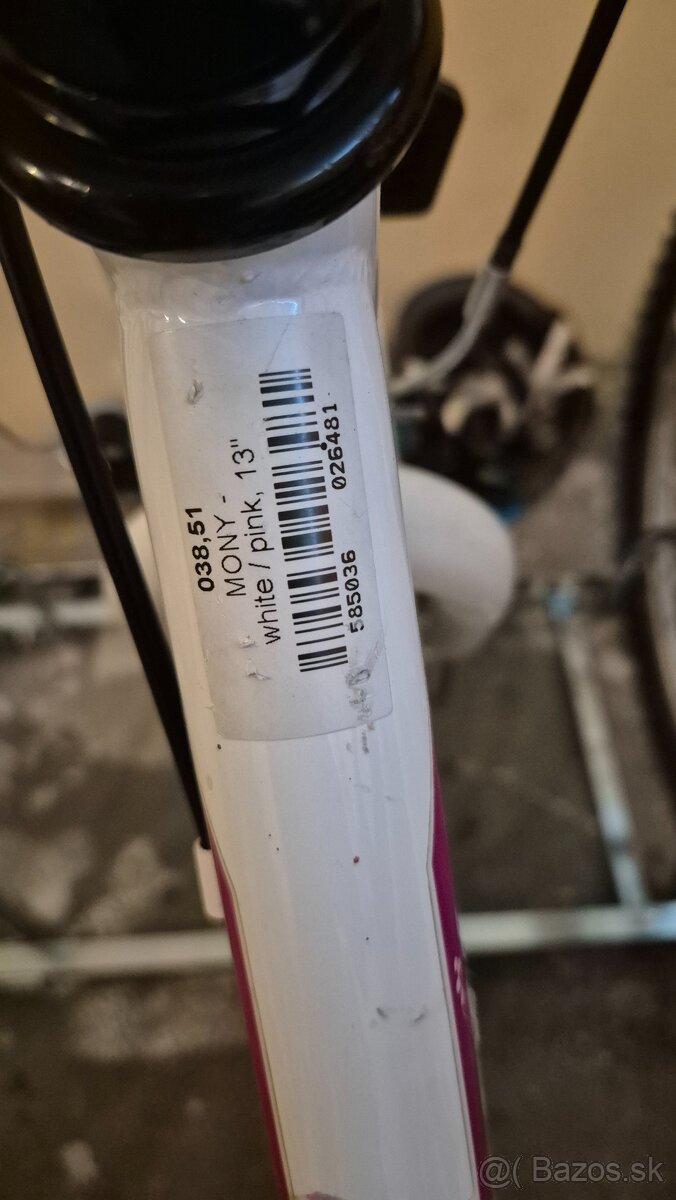 038,51
MONY -
white / pink, 13"
585036 026481
@( Bazos.sk